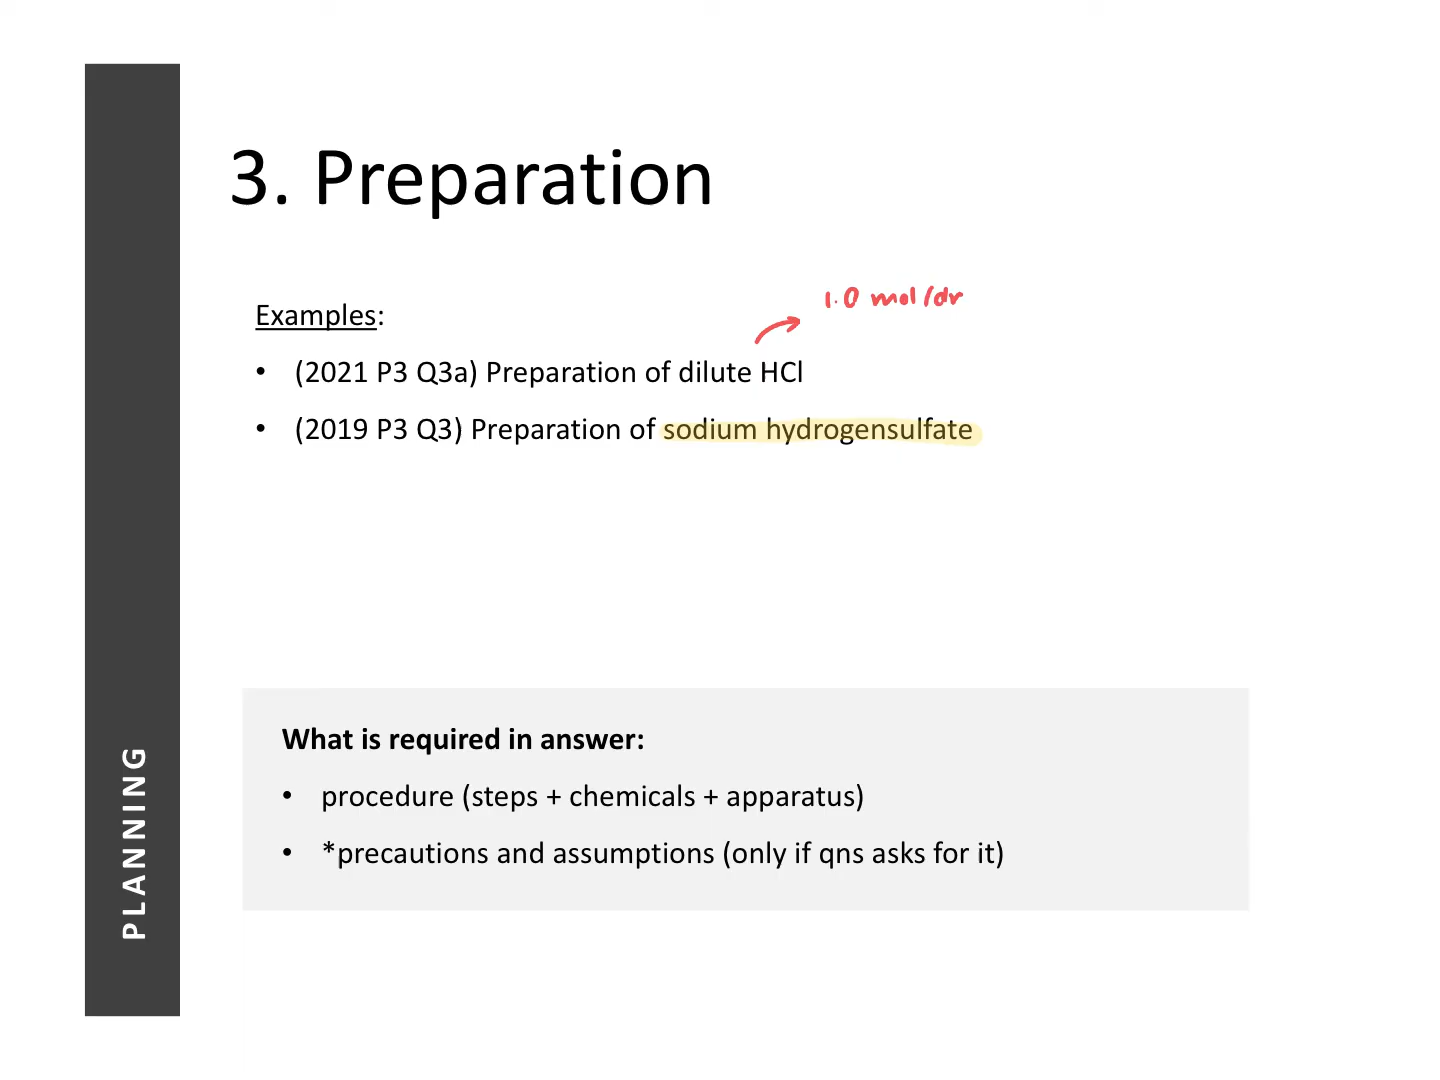 3. Preparation
1.0 mol/dr
Examples:
• (2021 P3 Q3a) Preparation of dilute HCl
• (2019 P3 Q3) Preparation of sodium hydrogensulfate
What is required in answer:
• procedure (steps + chemicals + apparatus)
• *precautions and assumptions (only if qns asks for it)
PLANNING